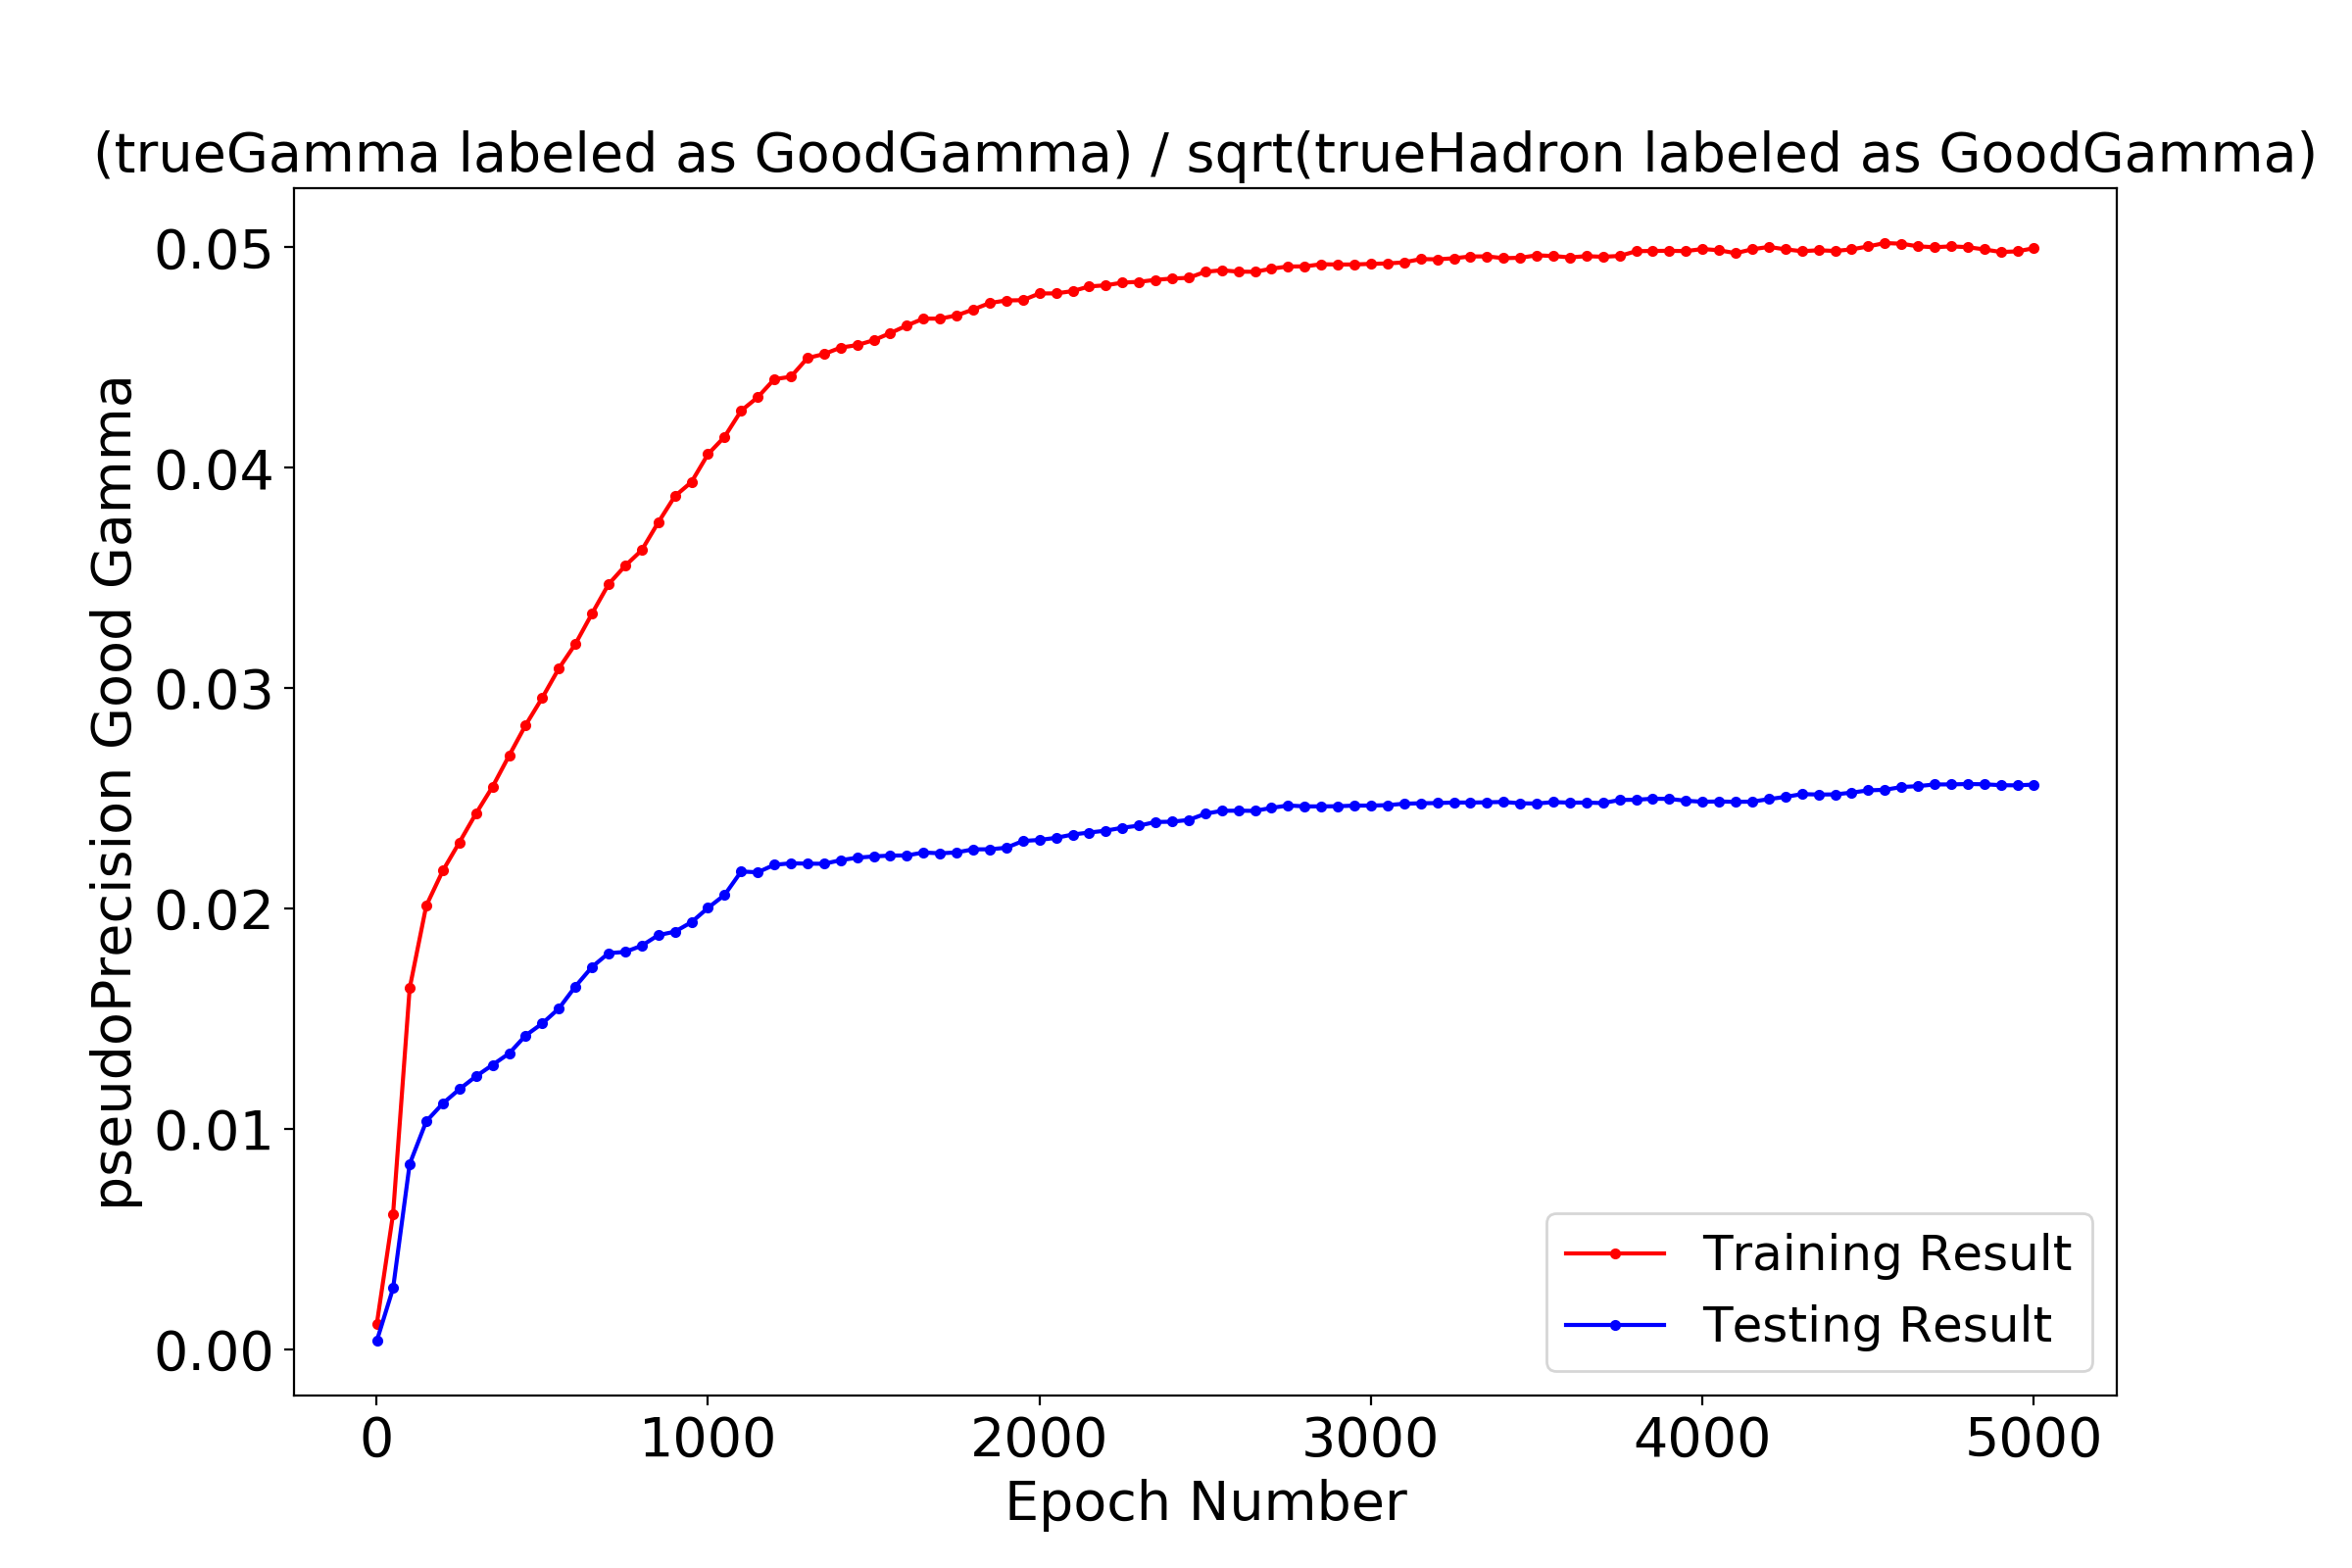 (trueGamma labeled as GoodGamma) / sqrt(trueHadron labeled as GoodGamma)
pseudoPrecision Good Gamma
0.05
0.04
0.03
0.02
0.01
0.00
Training Result
Testing Result
0 1000 2000 3000 4000 5000
Epoch Number